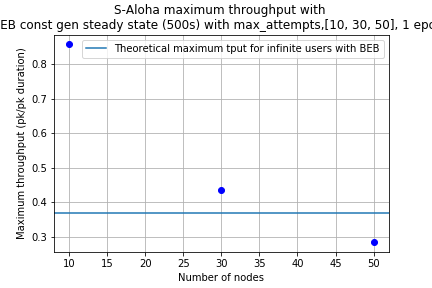 S-Aloha maximum throughput with
EB const gen steady state (500s) with max_attempts,[10, 30, 50], 1 epo
Theoretical maximum tput for infinite users with BEB
Maximum throughput (pk/pk duration)
0.8
0.7
0.6
0.5
0.4
0.3
10 15 20 25 30 35 40 45 50
Number of nodes